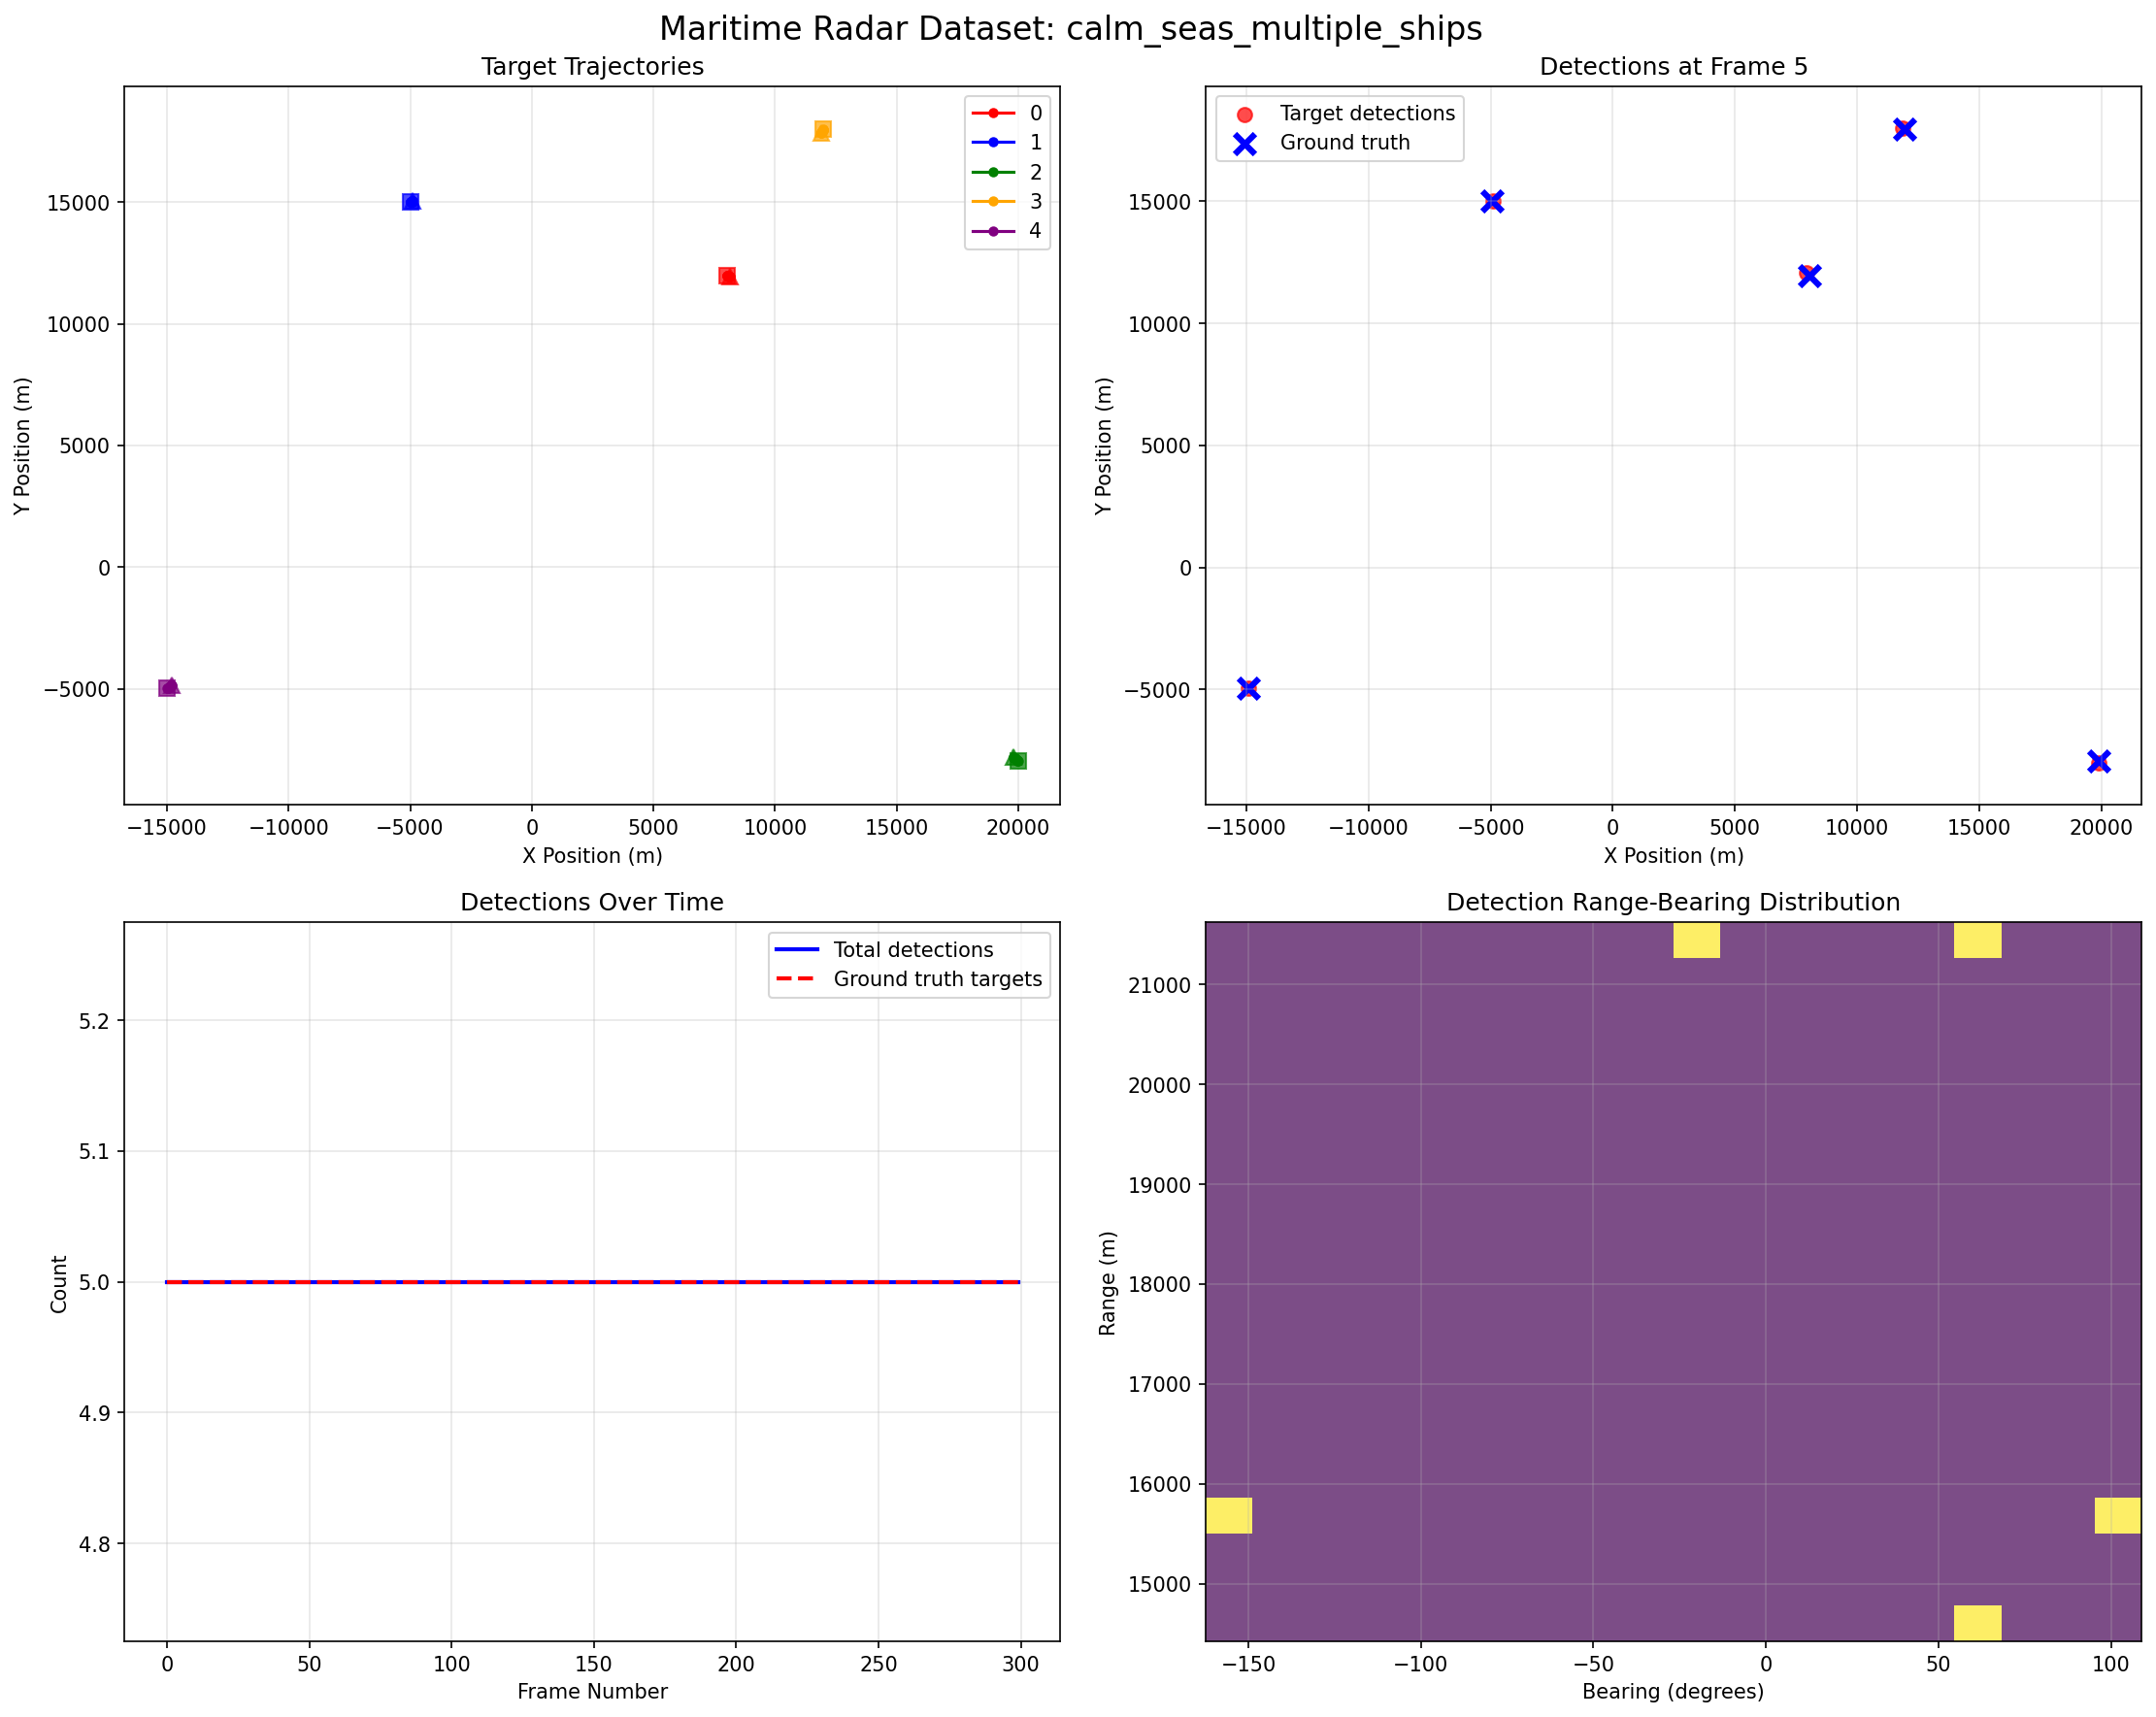 Maritime Radar Dataset: calm_seas_multiple_ships
Target Trajectories
0
1
2
3
4
15000
10000
5000
0
−5000
Y Position (m)
−15000 −10000 −5000 0 5000 10000 15000 20000
X Position (m)
Detections at Frame 5
Target detections
Ground truth
15000
10000
5000
0
−5000
Y Position (m)
−15000 −10000 −5000 0 5000 10000 15000 20000
X Position (m)
Detections Over Time
Total detections
Ground truth targets
5.2
5.1
5.0
4.9
4.8
Count
0 50 100 150 200 250 300
Frame Number
Detection Range-Bearing Distribution
21000
20000
19000
18000
17000
16000
15000
Range (m)
−150 −100 −50 0 50 100
Bearing (degrees)